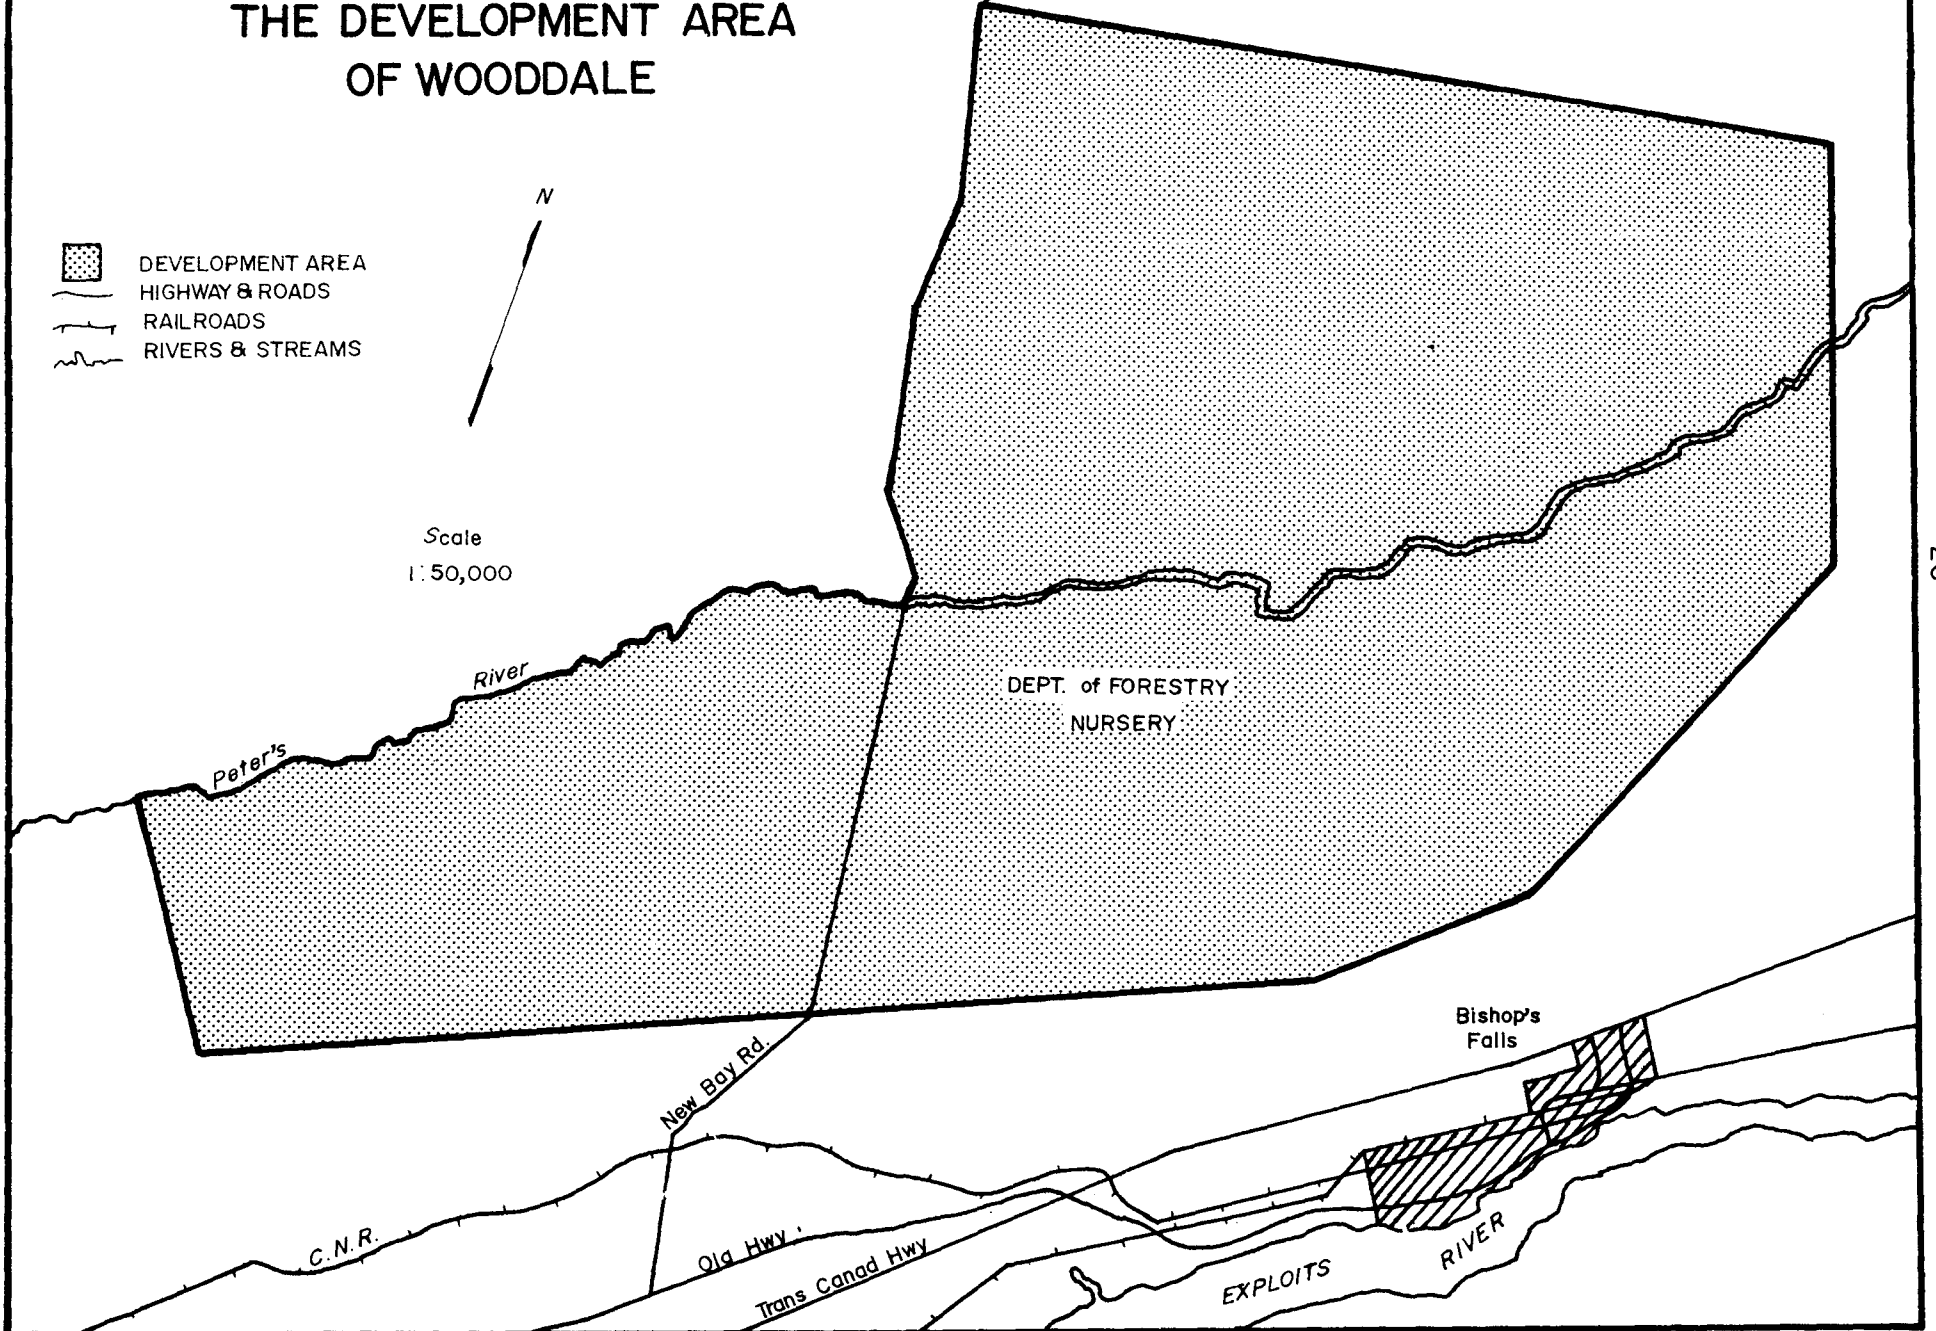 THE DEVELOPMENT AREA
OF WOODDALE
N
DEVELOPMENT AREA
HIGHWAY & ROADS
RAILROADS
RIVERS & STREAMS
Scale
1:50,000
River
Peter's
DEPT. of FORESTRY
NURSERY
Bishop's
Falls
New Bay Rd.
C.N.R.
Old Hwy.
Trans Canad Hwy
EXPLOITS
RIVER